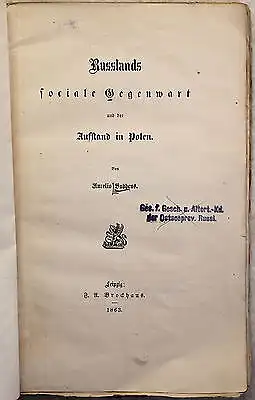 Russlands
sociale Gegenwart
und der
Aufstand in Polen.
Von
Aurelio Buddeus.
Ges. f. Gesch. u. Altert.-Kd.
der Ostseeprov. Russl.
Leipzig:
F. A. Brockhaus.
1863.